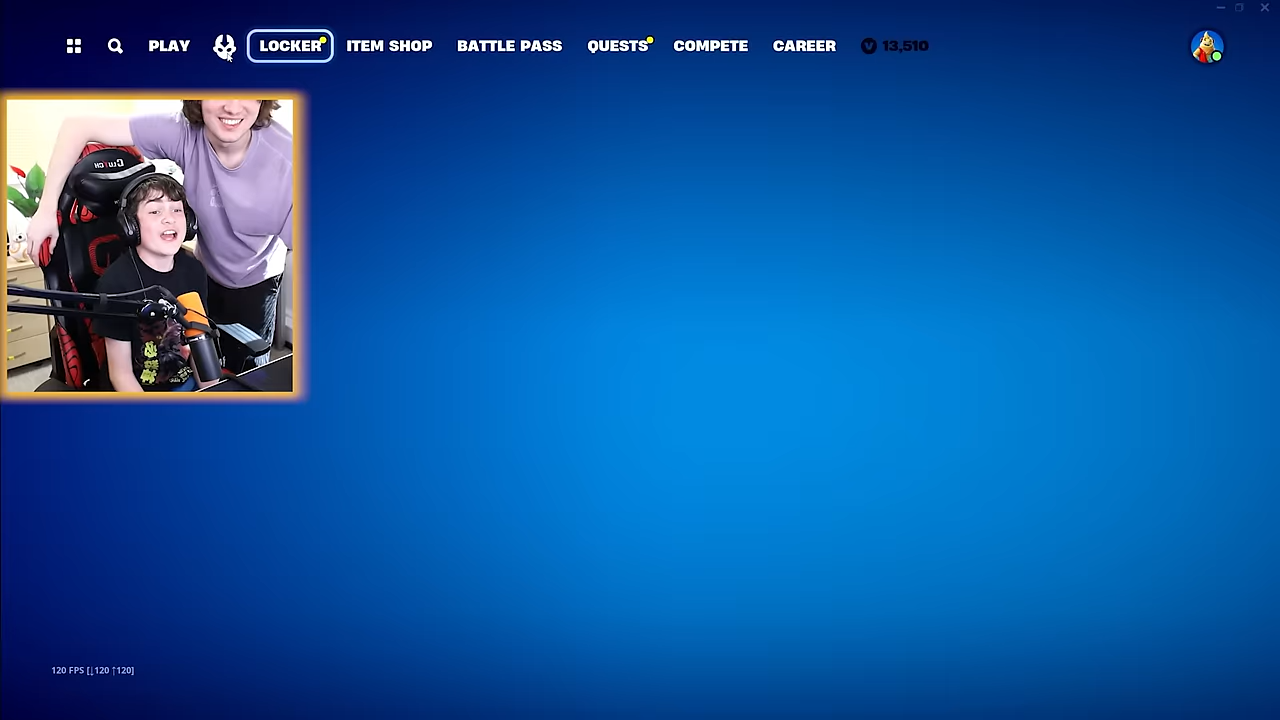 PLAY LOCKER ITEM SHOP BATTLE PASS QUESTS COMPETE CAREER 13,510
120 FPS [↓120 ↑120]